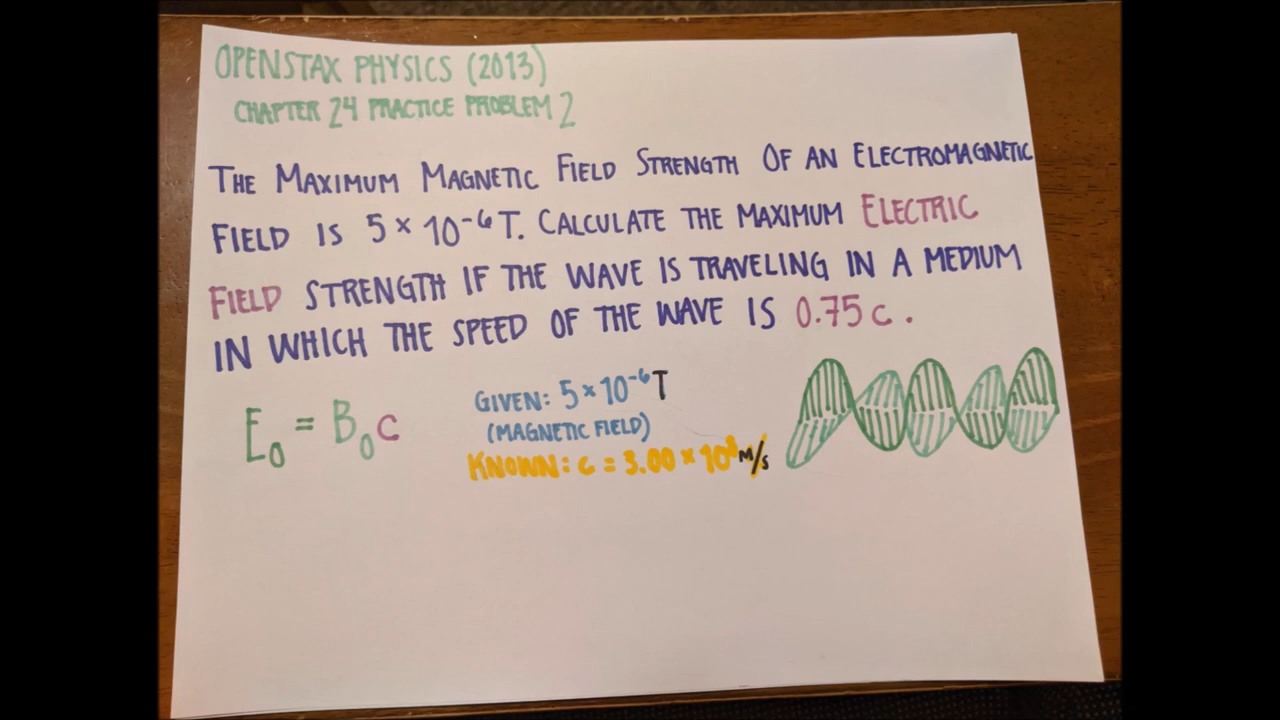 OPENSTAX PHYSICS (2013)
CHAPTER 24 PRACTICE PROBLEM 2
THE MAXIMUM MAGNETIC FIELD STRENGTH OF AN ELECTROMAGNETIC
FIELD IS 5 × 10⁻⁶ T. CALCULATE THE MAXIMUM ELECTRIC
FIELD STRENGTH IF THE WAVE IS TRAVELING IN A MEDIUM
IN WHICH THE SPEED OF THE WAVE IS 0.75 c.
E₀ = B₀c
GIVEN: 5 × 10⁻⁶ T
(MAGNETIC FIELD)
KNOWN: c = 3.00 × 10⁸ M/S